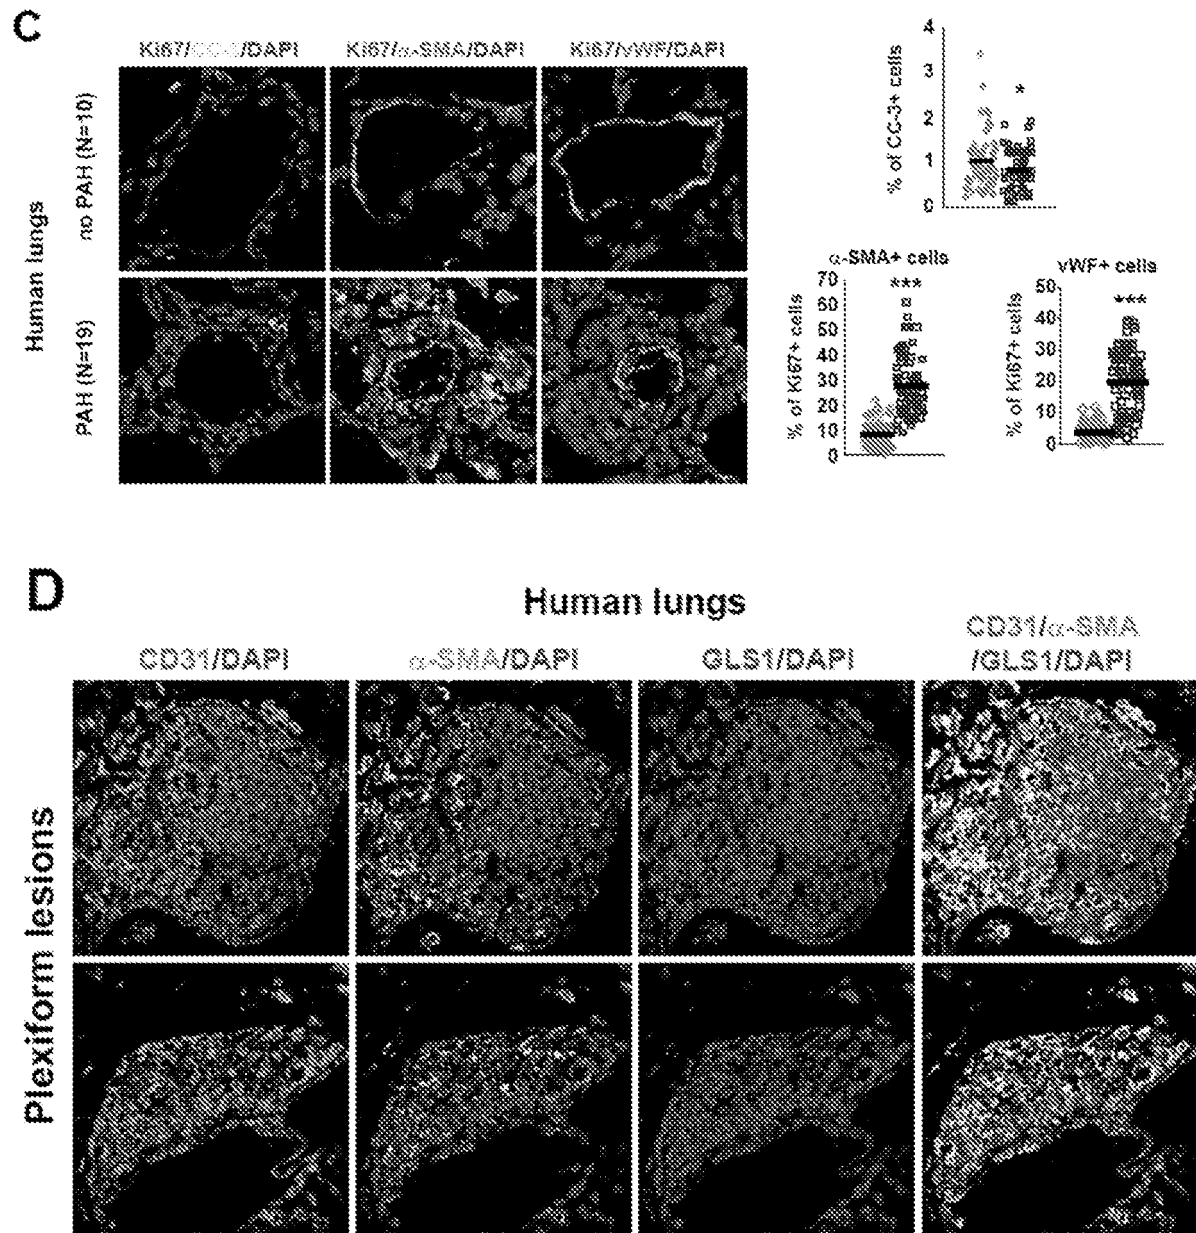 C
Ki67/CC-3/DAPI
Ki67/α-SMA/DAPI
Ki67/vWF/DAPI
Human lungs
no PAH (N=10)
PAH (N=19)
% of CC-3+ cells
4
3
2
1
0
*
α-SMA+ cells
% of Ki67+ cells
70
60
50
40
30
20
10
0
***
vWF+ cells
% of Ki67+ cells
50
40
30
20
10
0
***
D
Human lungs
CD31/DAPI
α-SMA/DAPI
GLS1/DAPI
CD31/α-SMA
/GLS1/DAPI
Plexiform lesions